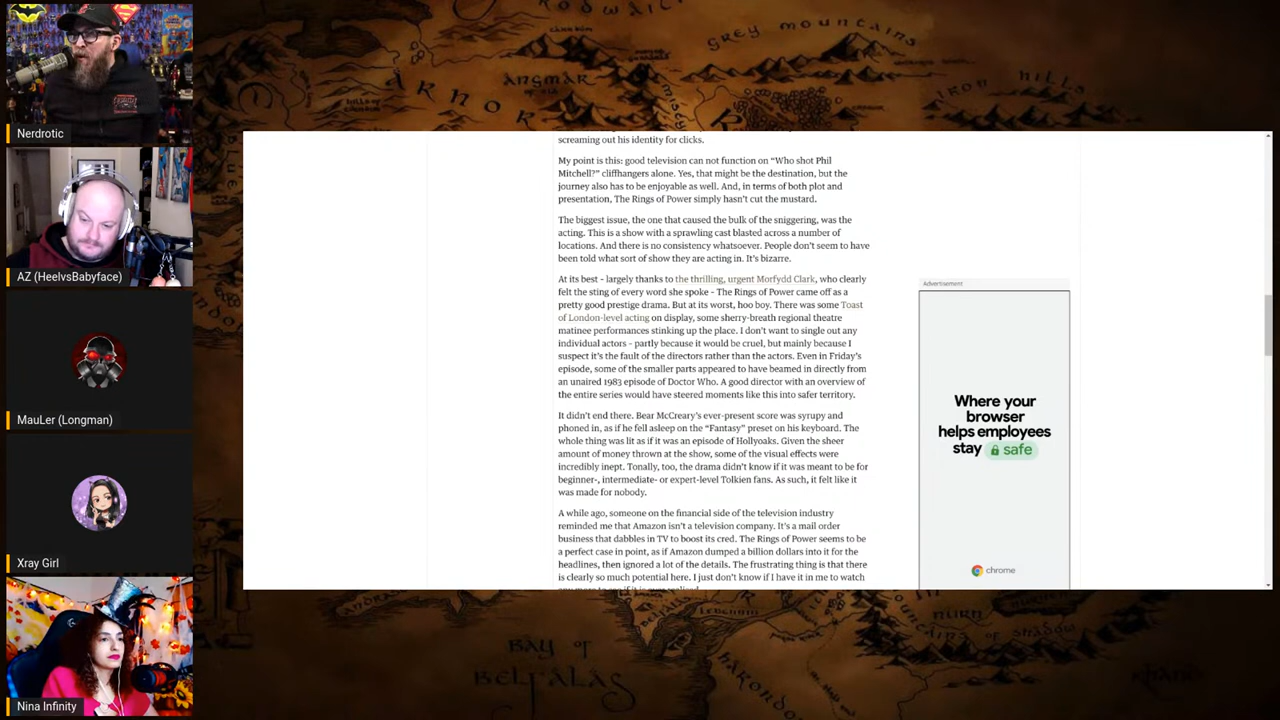 Nerdrotic
AZ (HeelvsBabyface)
MauLer (Longman)
Xray Girl
Nina Infinity
GREY MOUNTAINS
IRON HILLS
ANGMAR
ARNOR
screaming out his identity for clicks.
My point is this: good television can not function on “Who shot Phil
Mitchell?” cliffhangers alone. Yes, that might be the destination, but the
journey also has to be enjoyable as well. And, in terms of both plot and
presentation, The Rings of Power simply hasn’t cut the mustard.
The biggest issue, the one that caused the bulk of the sniggering, was the
acting. This is a show with a sprawling cast blasted across a number of
locations. And there is no consistency whatsoever. People don’t seem to have
been told what sort of show they are acting in. It’s bizarre.
At its best – largely thanks to the thrilling, urgent Morfydd Clark, who clearly
felt the sting of every word she spoke – The Rings of Power came off as a
pretty good prestige drama. But at its worst, hoo boy. There was some Toast
of London-level acting on display, some sherry-breath regional theatre
matinee performances stinking up the place. I don’t want to single out any
individual actors – partly because it would be cruel, but mainly because I
suspect it’s the fault of the directors rather than the actors. Even in Friday’s
episode, some of the smaller parts appeared to have been beamed in directly from
an unaired 1983 episode of Doctor Who. A good director with an overview of
the entire series would have steered moments like this into safer territory.
It didn’t end there. Bear McCreary’s ever-present score was syrupy and
phoned in, as if he fell asleep on the “Fantasy” preset on his keyboard. The
whole thing was lit as if it was an episode of Hollyoaks. Given the sheer
amount of money thrown at the show, some of the visual effects were
incredibly inept. Tonally, too, the drama didn’t know if it was meant to be for
beginner-, intermediate- or expert-level Tolkien fans. As such, it felt like it
was made for nobody.
A while ago, someone on the financial side of the television industry
reminded me that Amazon isn’t a television company. It’s a mail order
business that dabbles in TV to boost its cred. The Rings of Power seems to be
a perfect case in point, as if Amazon dumped a billion dollars into it for the
headlines, then ignored a lot of the details. The frustrating thing is that there
is clearly so much potential here. I just don’t know if I have it in me to watch
Advertisement
Where your
browser
helps employees
stay safe
chrome
BAY OF
BELFALAS
HARONDOR
NURN
MOUNTAINS OF SHADOW
KHAND